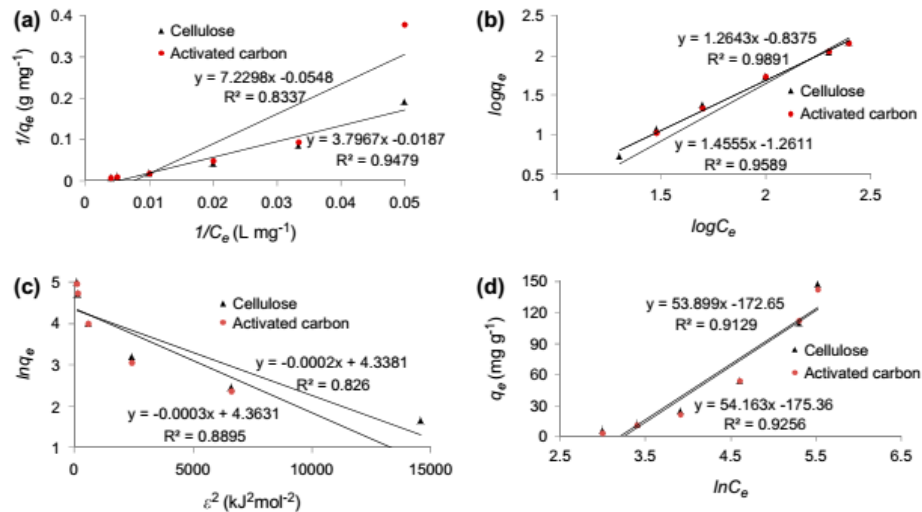 (a)
Cellulose
Activated carbon
y = 7.2298x -0.0548
R² = 0.8337
y = 3.7967x -0.0187
R² = 0.9479
1/qe (g mg⁻¹)
0.4
0.3
0.2
0.1
0
0
0.01
0.02
0.03
0.04
0.05
1/Ce (L mg⁻¹)
(b)
y = 1.2643x -0.8375
R² = 0.9891
Cellulose
Activated carbon
y = 1.4555x -1.2611
R² = 0.9589
logqe
2.5
2.0
1.5
1.0
0.5
0.0
1
1.5
2
2.5
logCe
(c)
Cellulose
Activated carbon
y = -0.0002x + 4.3381
R² = 0.826
y = -0.0003x + 4.3631
R² = 0.8895
lnqe
5
4
3
2
1
0
5000
10000
15000
ε² (kJ²mol⁻²)
(d)
y = 53.899x -172.65
R² = 0.9129
Cellulose
Activated carbon
y = 54.163x -175.36
R² = 0.9256
qe (mg g⁻¹)
150
120
90
60
30
0
2.5
3.5
4.5
5.5
6.5
lnCe